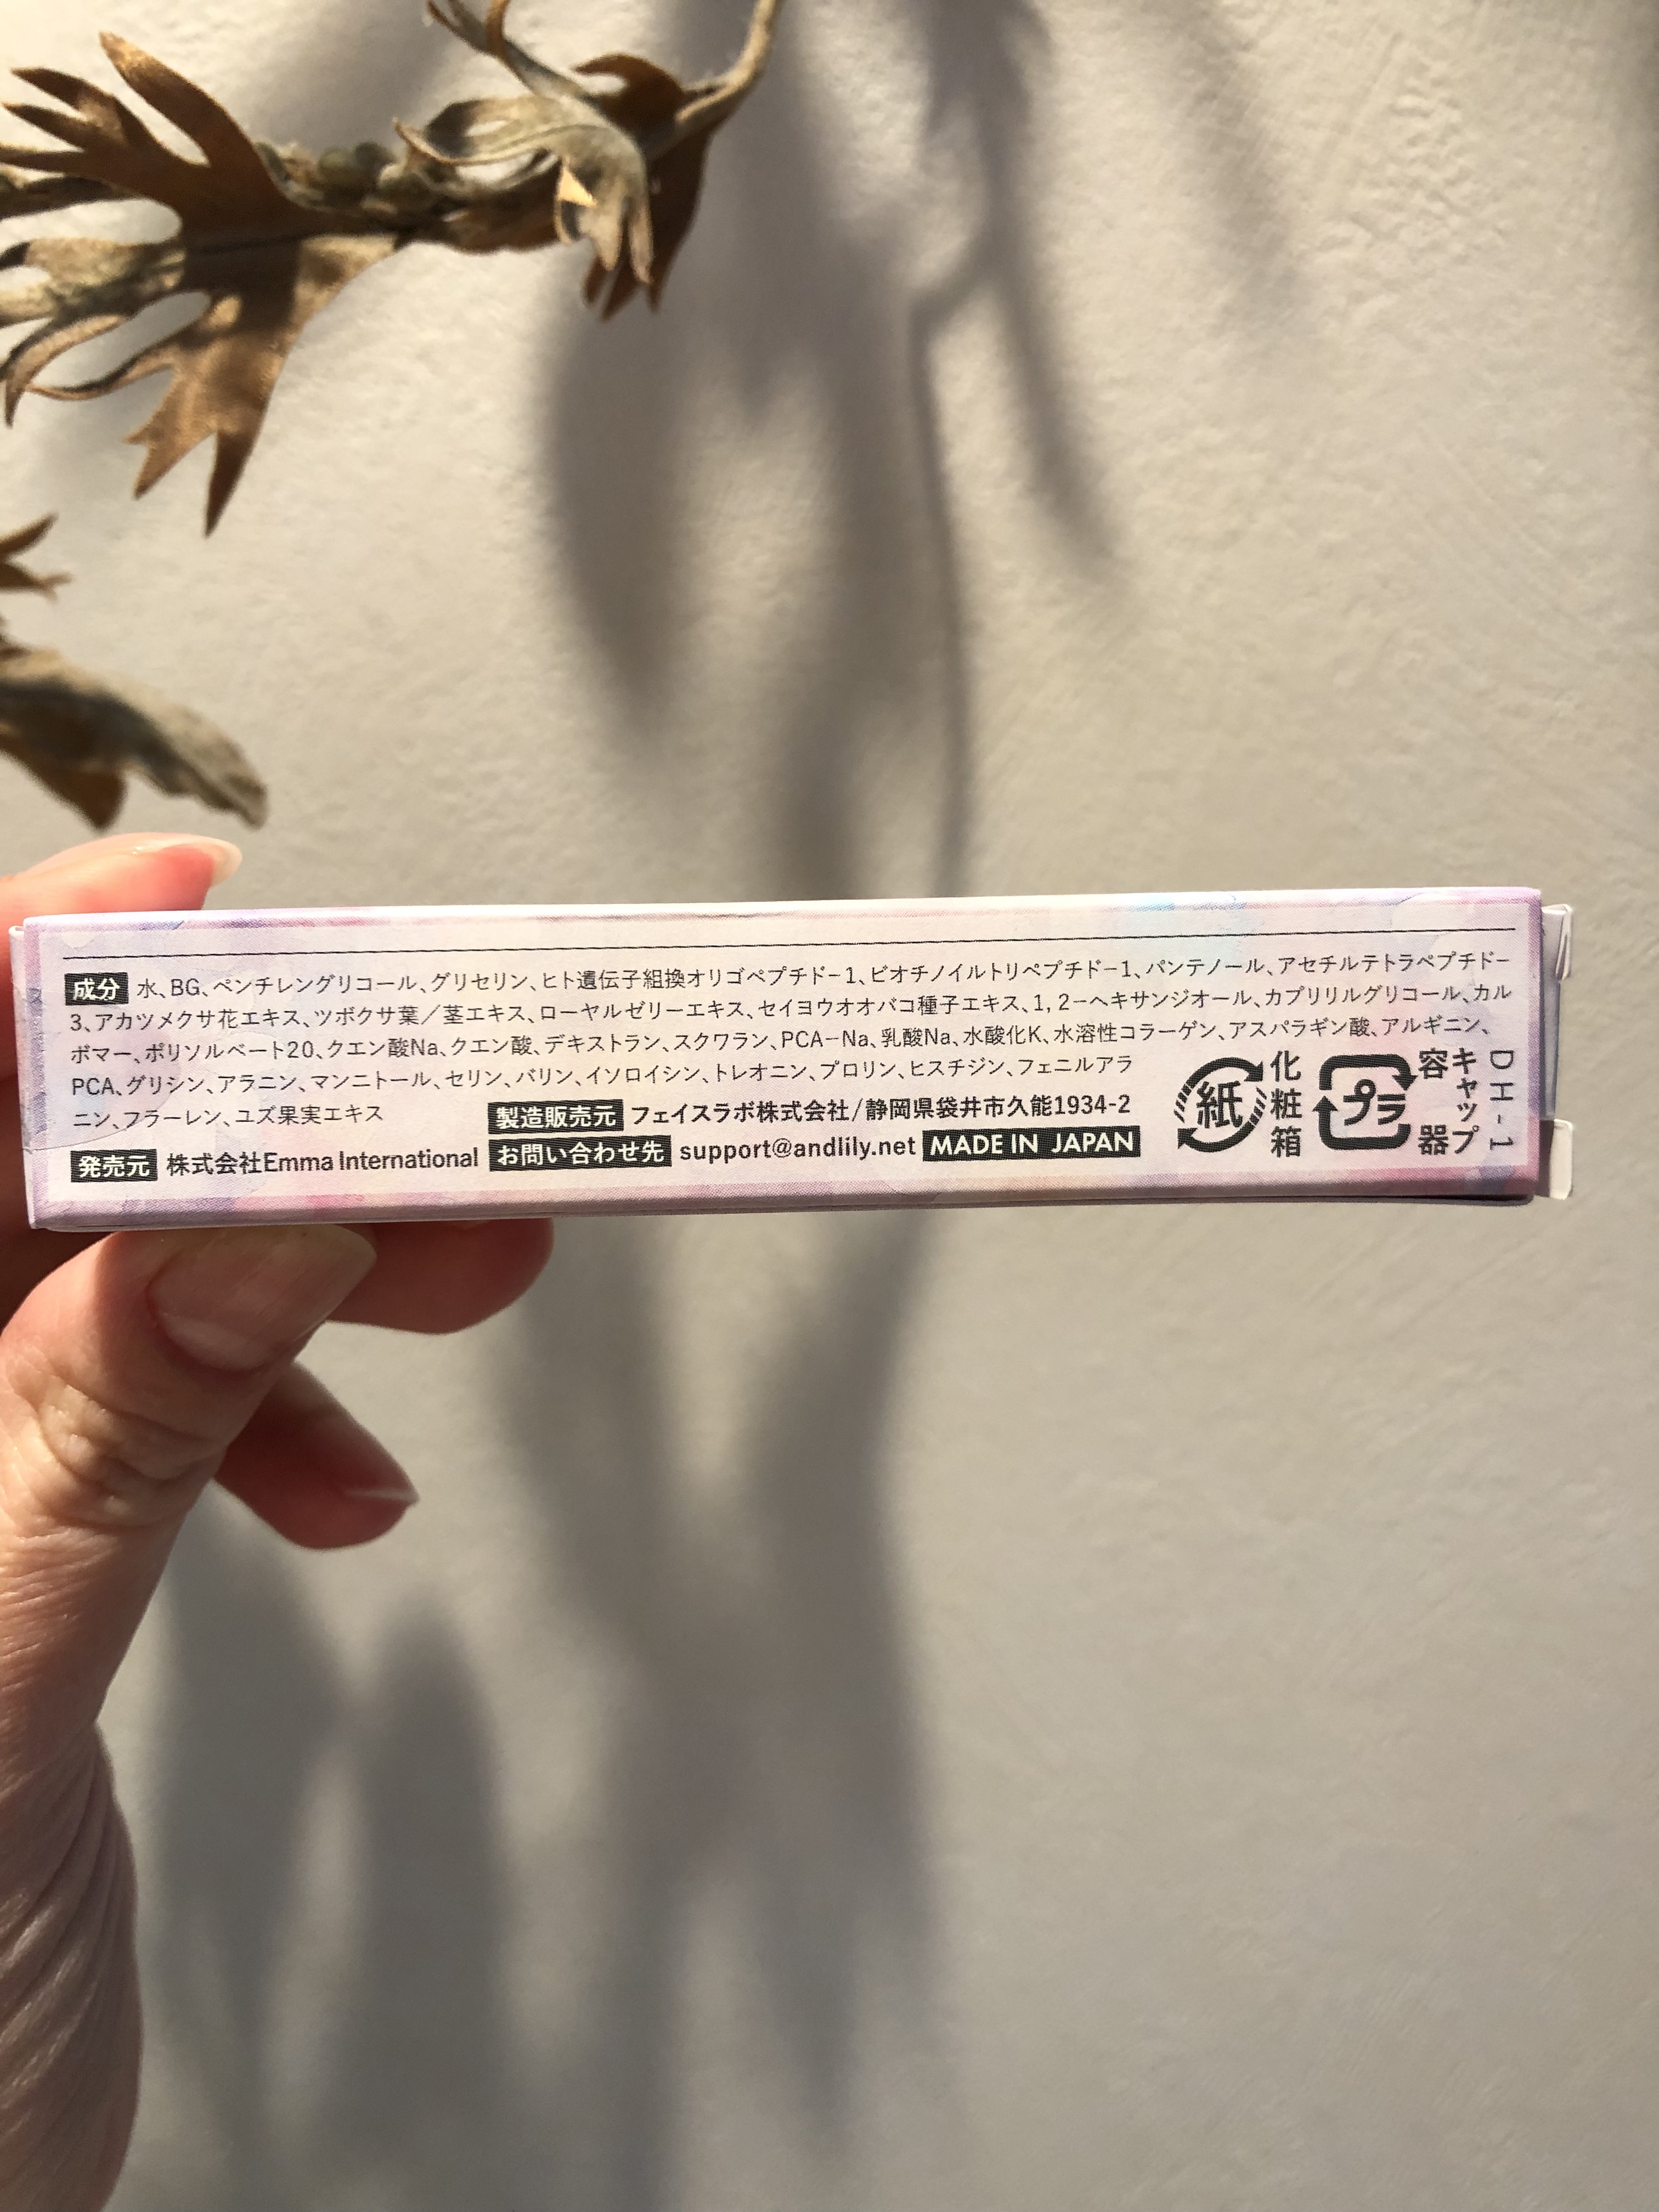 成分 水、BG、ペンチレングリコール、グリセリン、ヒト遺伝子組換オリゴペプチド-1、ビオチノイルトリペプチド-1、パンテノール、アセチルテトラペプチド-
3、アカツメクサ花エキス、ツボクサ葉/茎エキス、ローヤルゼリーエキス、セイヨウオオバコ種子エキス、1, 2-ヘキサンジオール、カプリリルグリコール、カル
ボマー、ポリソルベート20、クエン酸Na、クエン酸、デキストラン、スクワラン、PCA-Na、乳酸Na、水酸化K、水溶性コラーゲン、アスパラギン酸、アルギニン、
PCA、グリシン、アラニン、マンニトール、セリン、バリン、イソロイシン、トレオニン、プロリン、ヒスチジン、フェニルアラ
ニン、フラーレン、ユズ果実エキス
製造販売元 フェイスラボ株式会社/静岡県袋井市久能1934-2
発売元 株式会社Emma International
お問い合わせ先 support@andlily.net MADE IN JAPAN
紙 化粧箱
プラ 容器
キャップ
DH-1